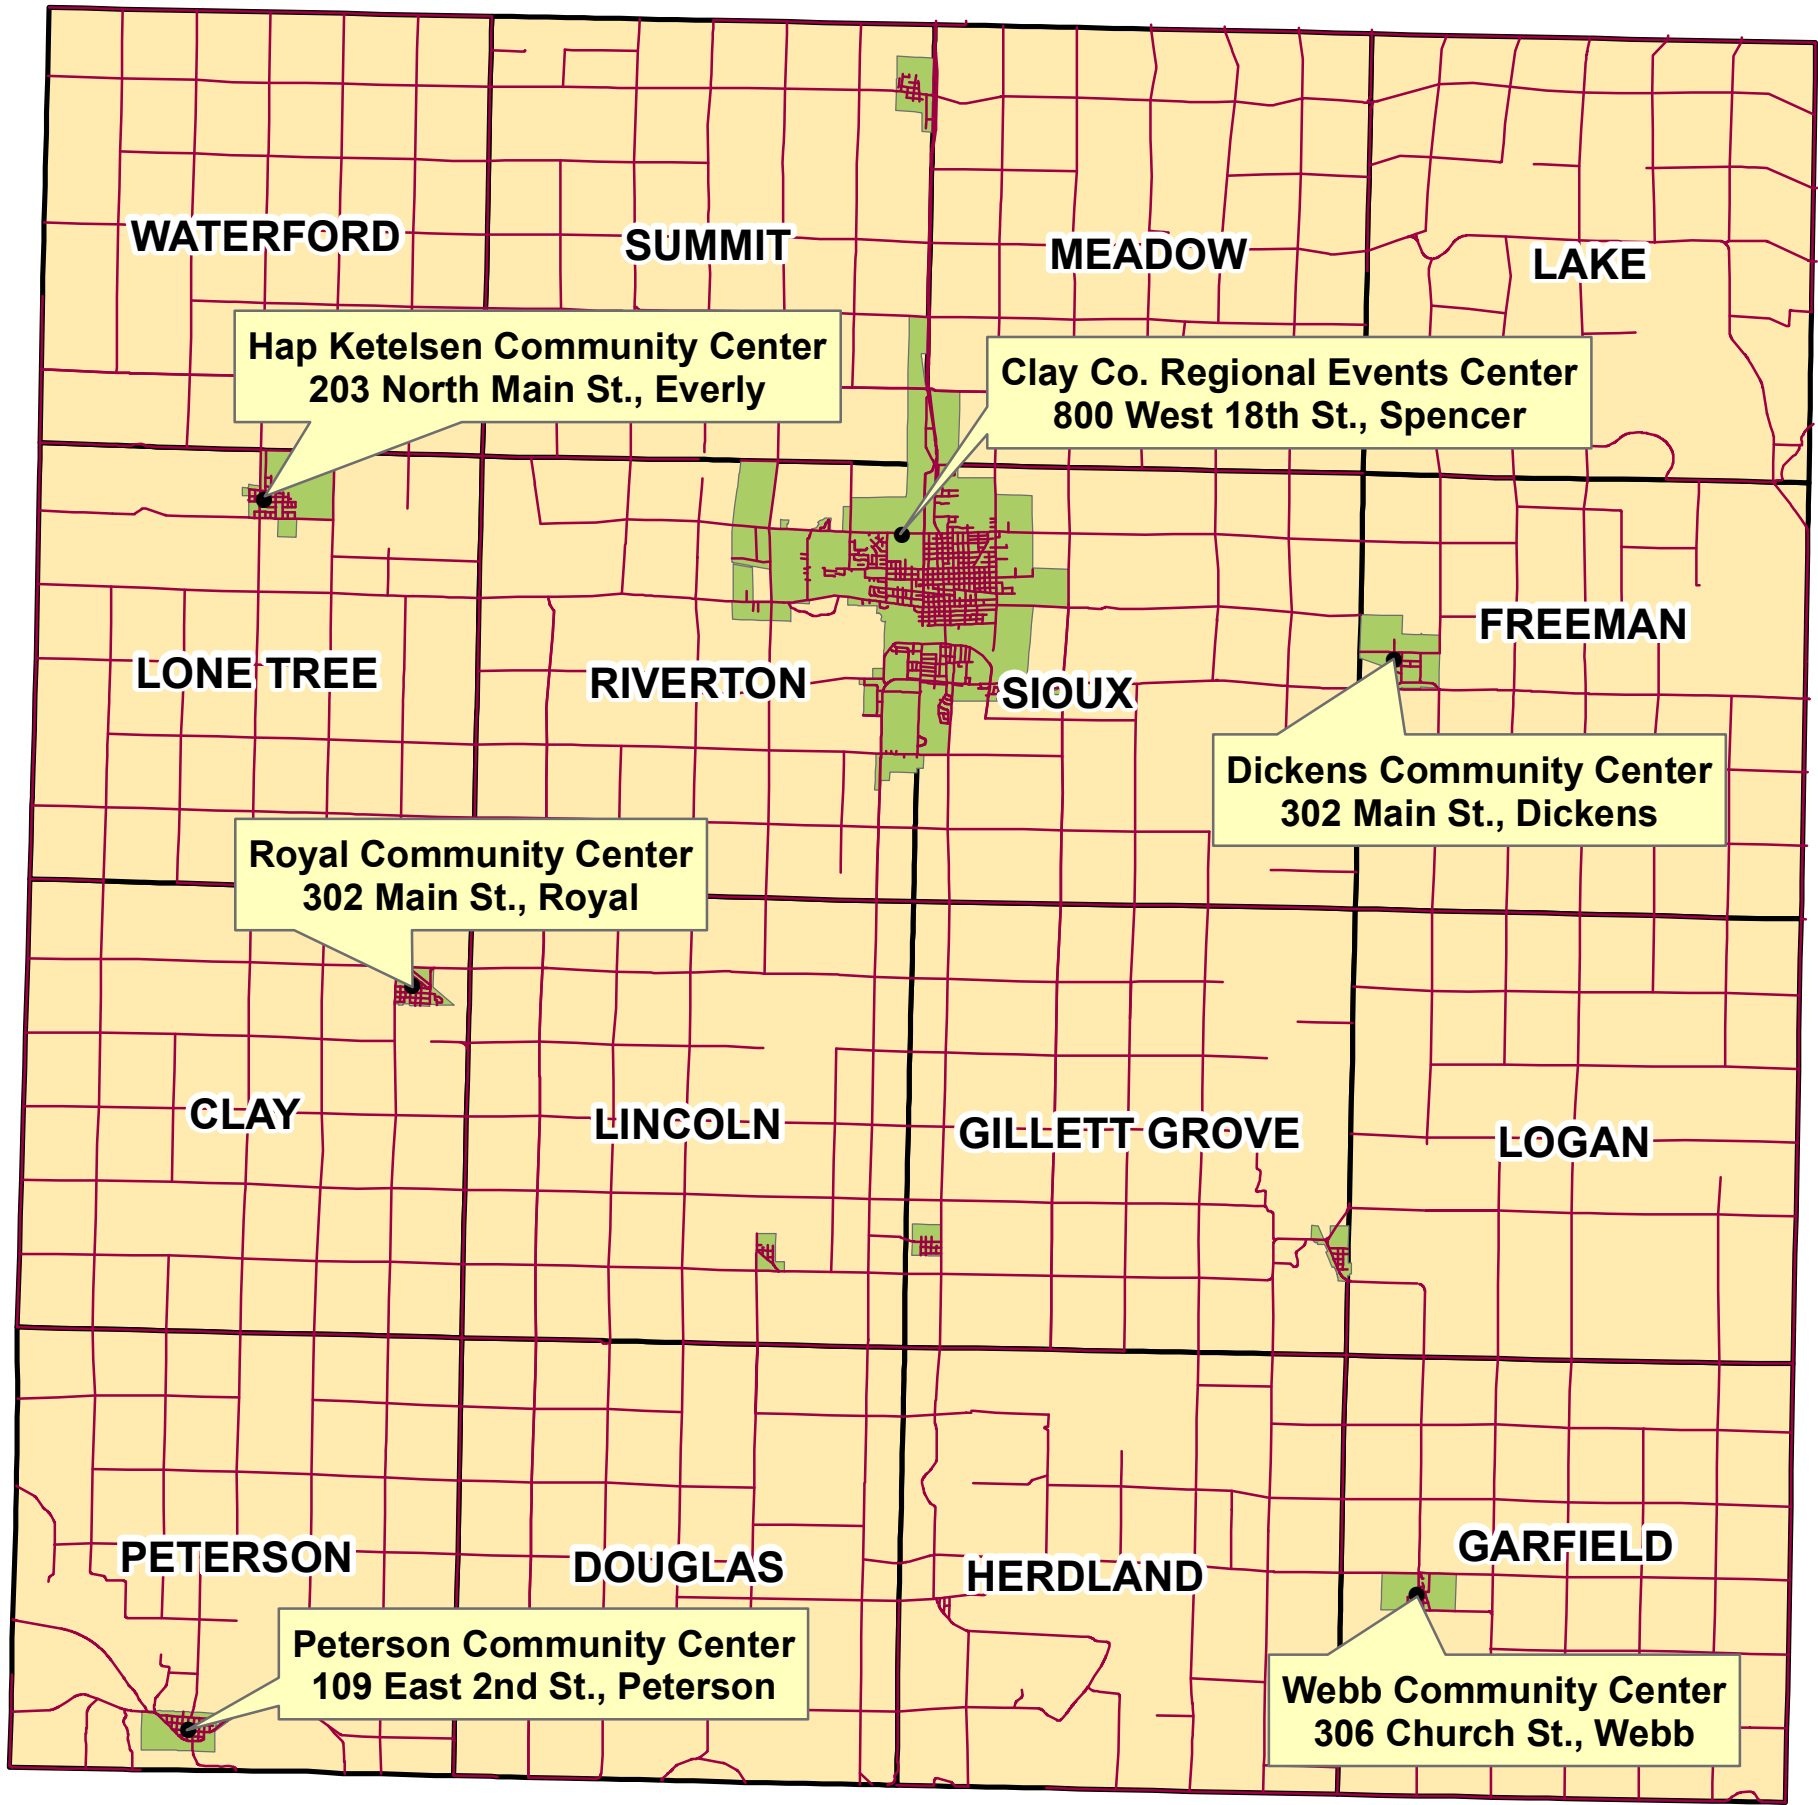 WATERFORD
SUMMIT
MEADOW
LAKE
Hap Ketelsen Community Center
203 North Main St., Everly
Clay Co. Regional Events Center
800 West 18th St., Spencer
LONE TREE
RIVERTON
SIOUX
FREEMAN
Dickens Community Center
302 Main St., Dickens
Royal Community Center
302 Main St., Royal
CLAY
LINCOLN
GILLETT GROVE
LOGAN
PETERSON
DOUGLAS
HERDLAND
GARFIELD
Peterson Community Center
109 East 2nd St., Peterson
Webb Community Center
306 Church St., Webb